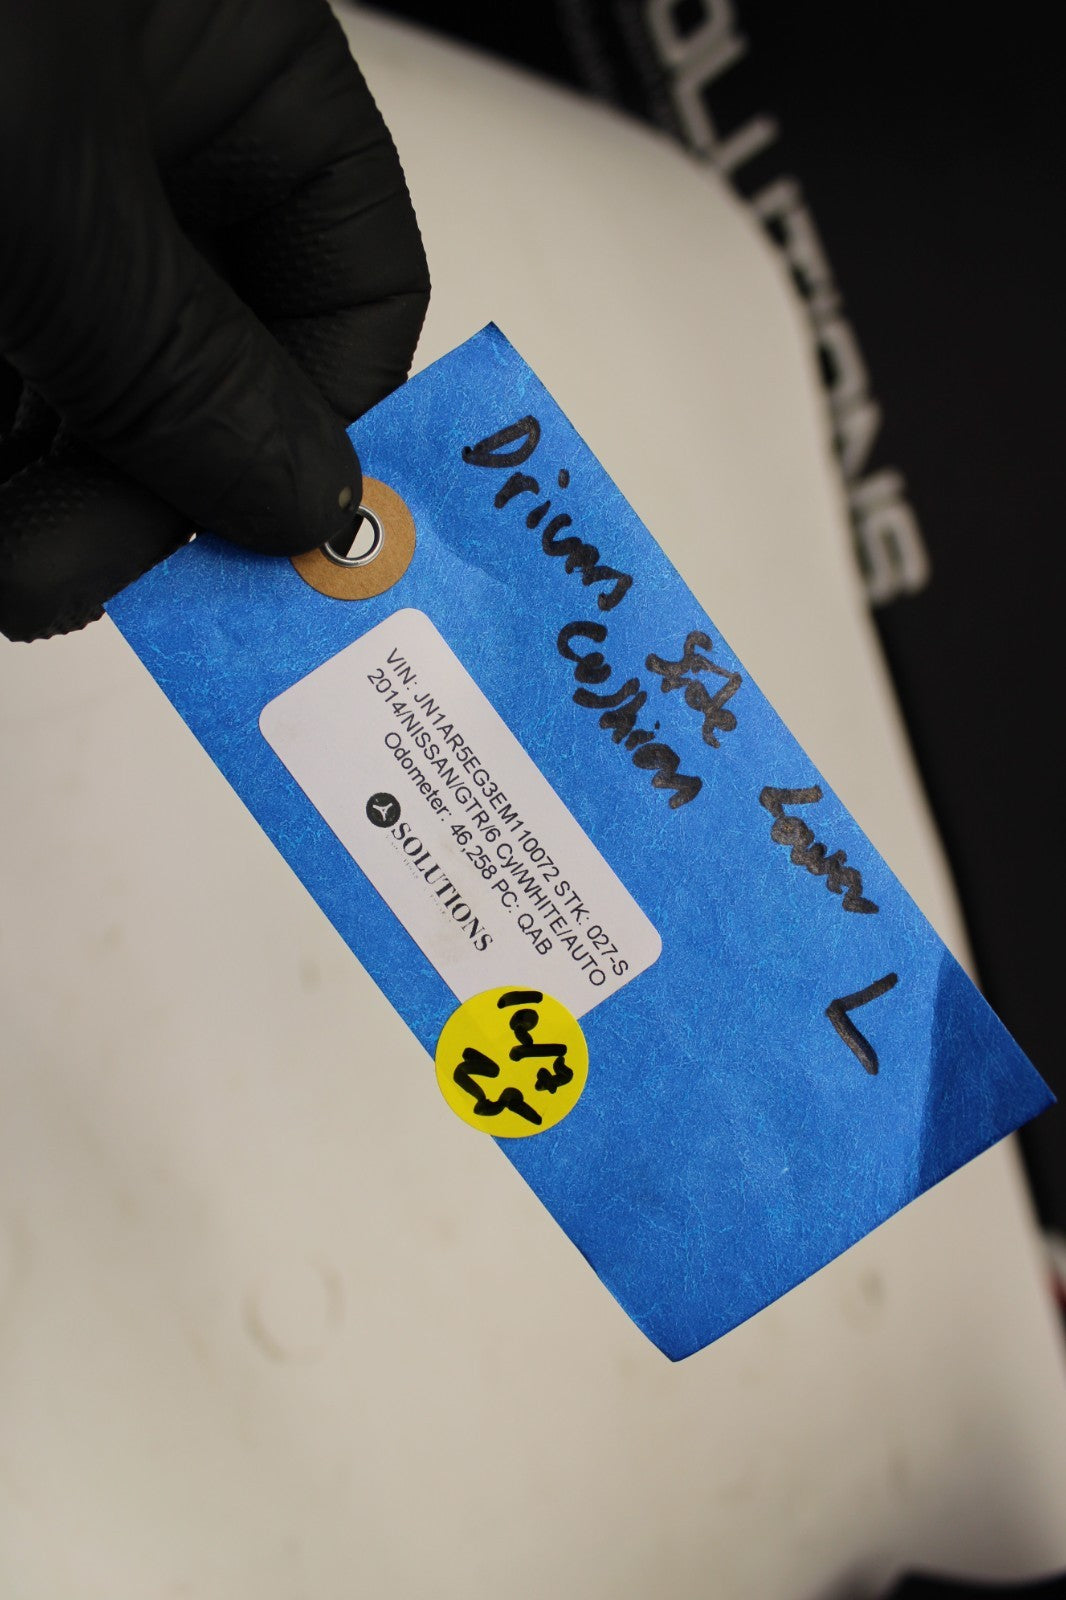 Drivers side Lower L
Cushion
VIN: JN1AR5EG3EM110072 STK: 027-S
2014/NISSAN/GTR/6 Cyl/WHITE/AUTO
Odometer: 46,258 PC: QAB
SOLUTIONS